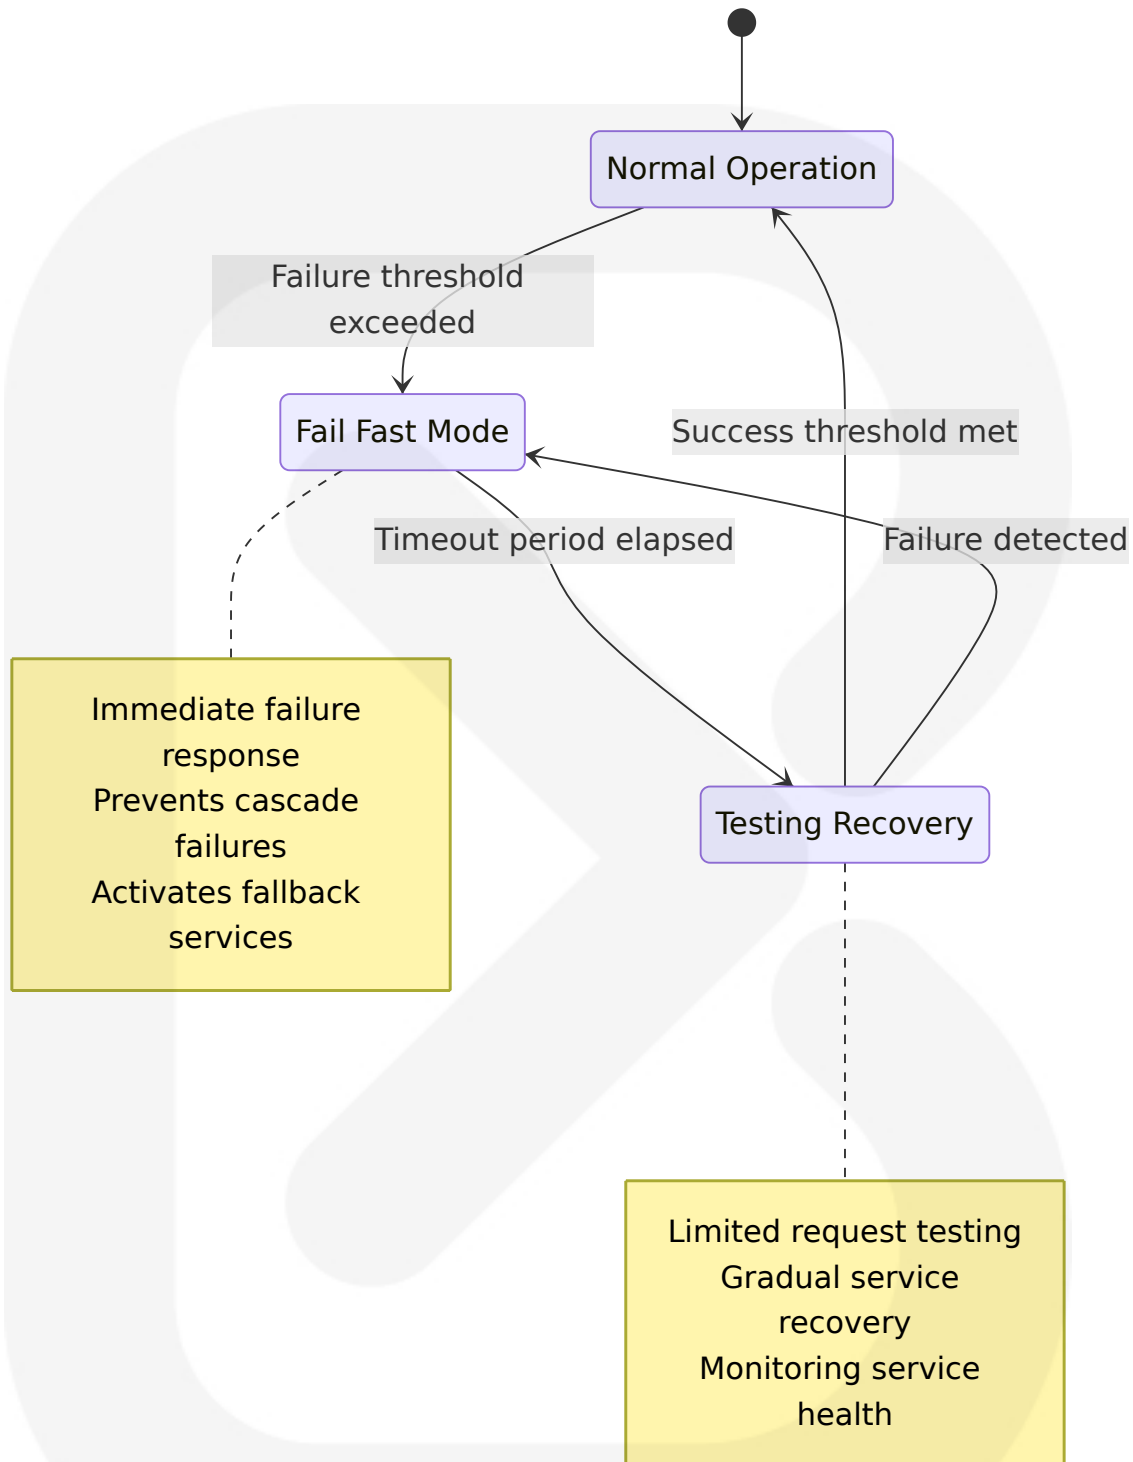 Normal Operation
Failure threshold
exceeded
Fail Fast Mode
Success threshold met
Timeout period elapsed
Failure detected
Immediate failure
response
Prevents cascade
failures
Activates fallback
services
Testing Recovery
Limited request testing
Gradual service
recovery
Monitoring service
health